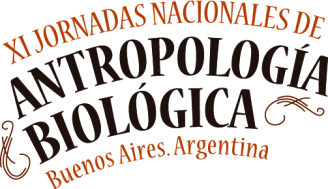 XI JORNADAS NACIONALES DE
ANTROPOLOGÍA
BIOLÓGICA
Buenos Aires. Argentina